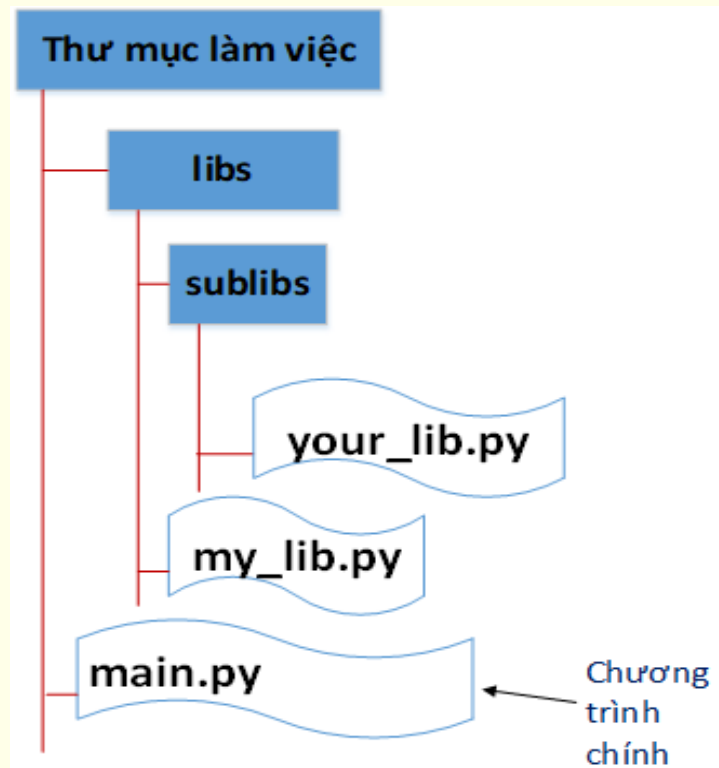 Thư mục làm việc
libs
sublibs
your_lib.py
my_lib.py
main.py
Chương
trình
chính